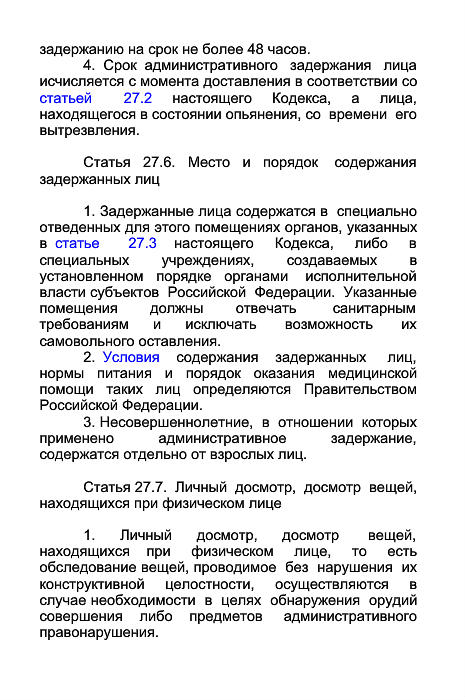 задержанию на срок не более 48 часов.
4. Срок административного задержания лица
исчисляется с момента доставления в соответствии со
статьей 27.2 настоящего Кодекса, а лица,
находящегося в состоянии опьянения, со времени его
вытрезвления.
Статья 27.6. Место и порядок содержания
задержанных лиц
1. Задержанные лица содержатся в специально
отведенных для этого помещениях органов, указанных
в статье 27.3 настоящего Кодекса, либо в
специальных учреждениях, создаваемых в
установленном порядке органами исполнительной
власти субъектов Российской Федерации. Указанные
помещения должны отвечать санитарным
требованиям и исключать возможность их
самовольного оставления.
2. Условия содержания задержанных лиц,
нормы питания и порядок оказания медицинской
помощи таких лиц определяются Правительством
Российской Федерации.
3. Несовершеннолетние, в отношении которых
применено административное задержание,
содержатся отдельно от взрослых лиц.
Статья 27.7. Личный досмотр, досмотр вещей,
находящихся при физическом лице
1. Личный досмотр, досмотр вещей,
находящихся при физическом лице, то есть
обследование вещей, проводимое без нарушения их
конструктивной целостности, осуществляются в
случае необходимости в целях обнаружения орудий
совершения либо предметов административного
правонарушения.